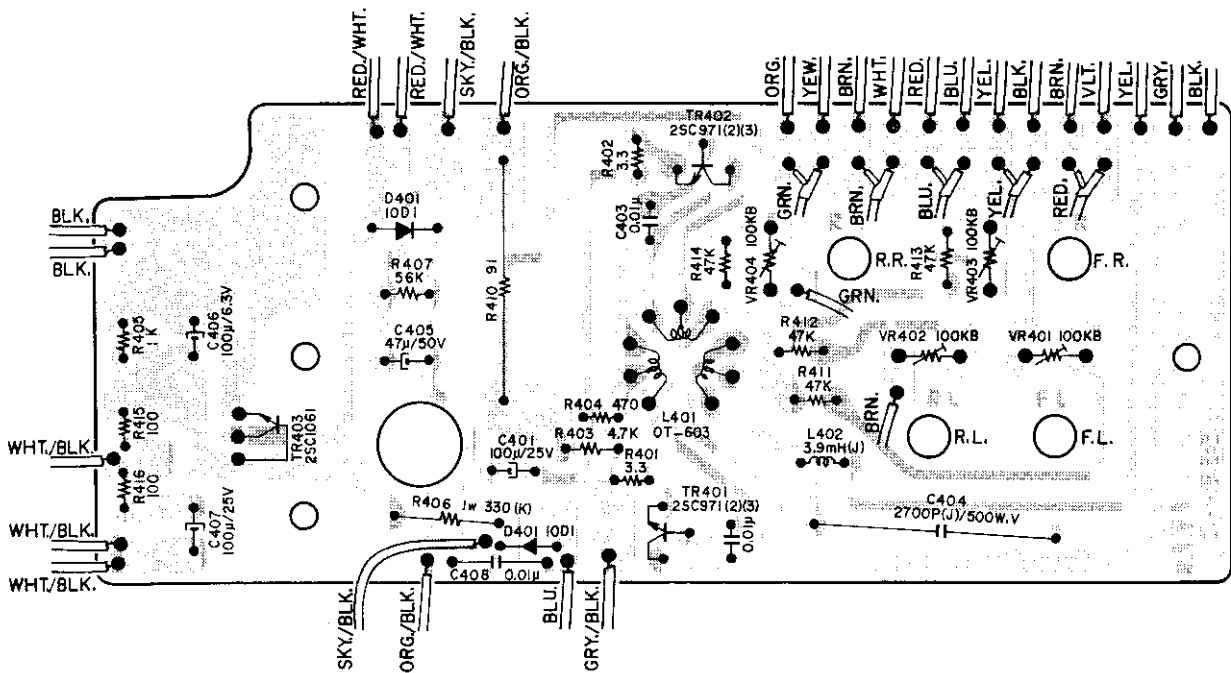 RED./WHT.
RED./WHT.
SKY./BLK.
ORG./BLK.
ORG.
YEW.
BRN.
WHT.
RED.
BLU.
YEL.
BLK.
BRN.
VLT.
YEL.
GRY.
BLK.
TR402
2SC971(2)(3)
R402
3.3
GRN.
BRN.
BLU.
YEL.
RED.
BLK.
BLK.
D401
10D1
C403
0.01μ
R414
47K
VR404 100KB
R.R.
R413
47K
VR403 100KB
F.R.
R407
56K
R410 91
GRN.
R405
1K
C406
100μ/6.3V
C405
47μ/50V
R412
47K
VR402 100KB
VR401 100KB
R411
47K
R415
100
TR403
2SC1061
R404 470
L401
OT-603
BRN.
R403 4.7K
R.L.
F.L.
WHT./BLK.
C401
100μ/25V
R401
3.3
L402
3.9mH(J)
R416
100
C407
100μ/25V
R406 1W 330(K)
TR401
2SC971(2)(3)
0.01μ
C404
2700P(J)/500W.V
WHT./BLK.
D401 10D1
WHT./BLK.
C408 0.01μ
SKY./BLK.
ORG./BLK.
BLU.
GRY./BLK.